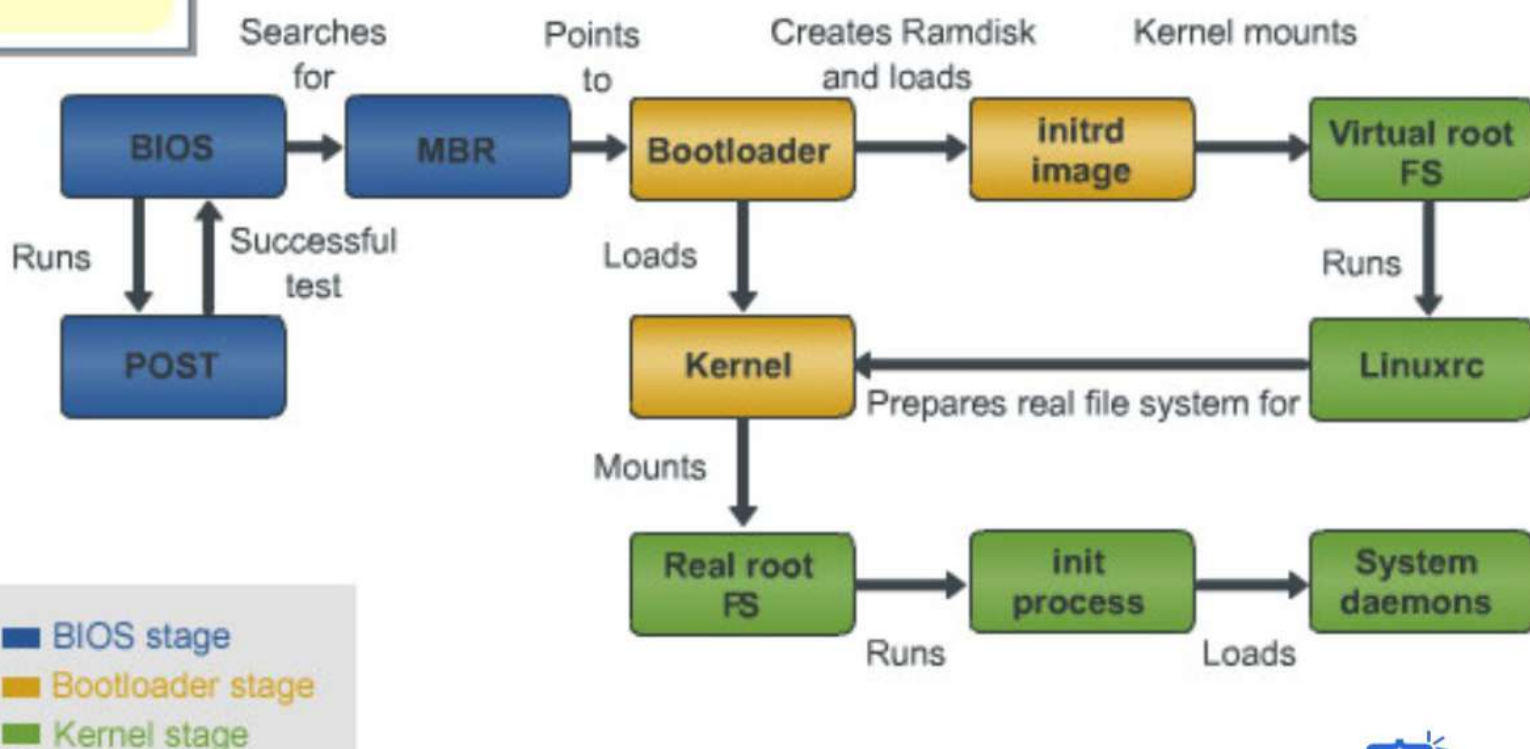 Searches
for
Points
to
Creates Ramdisk
and loads
Kernel mounts
BIOS
MBR
Bootloader
initrd
image
Virtual root
FS
Runs
Successful
test
Loads
Runs
POST
Kernel
Prepares real file system for
Linuxrc
Mounts
Real root
FS
init
process
System
daemons
Runs
Loads
BIOS stage
Bootloader stage
Kernel stage